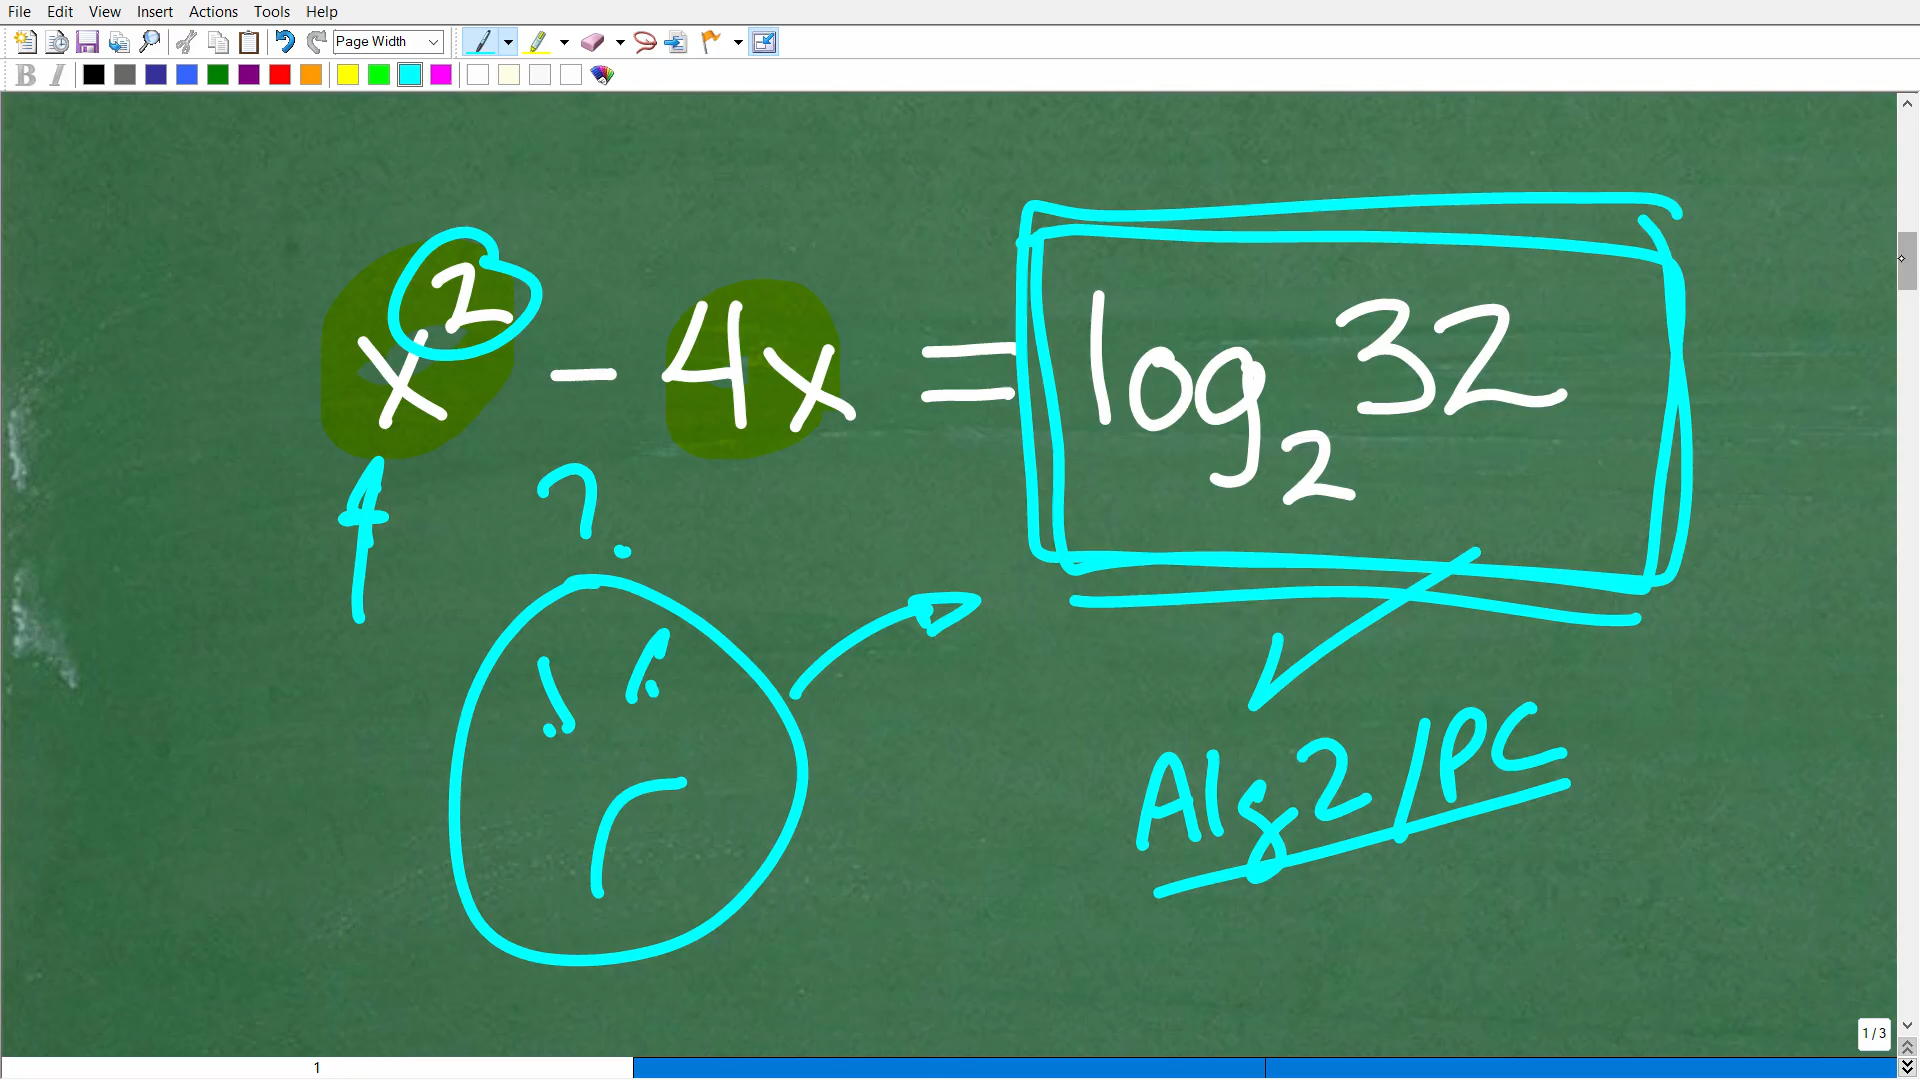 File Edit View Insert Actions Tools Help
Page Width
B I
x² - 4x = log₂32
?
Alg2/PC
1 / 3
1